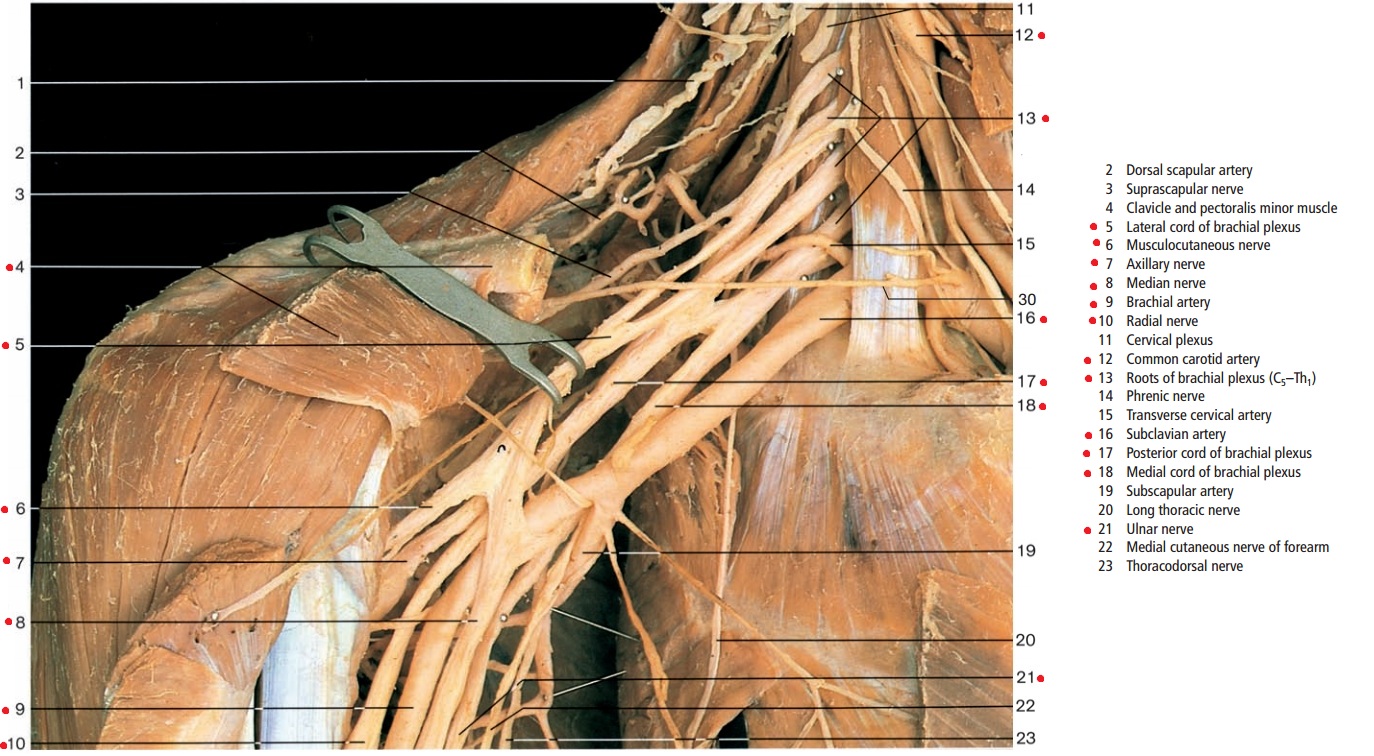 1
2
3
4
5
6
7
8
9
10
11
12
13
14
15
30
16
17
18
19
20
21
22
23
2 Dorsal scapular artery
3 Suprascapular nerve
4 Clavicle and pectoralis minor muscle
5 Lateral cord of brachial plexus
6 Musculocutaneous nerve
7 Axillary nerve
8 Median nerve
9 Brachial artery
10 Radial nerve
11 Cervical plexus
12 Common carotid artery
13 Roots of brachial plexus (C₅–Th₁)
14 Phrenic nerve
15 Transverse cervical artery
16 Subclavian artery
17 Posterior cord of brachial plexus
18 Medial cord of brachial plexus
19 Subscapular artery
20 Long thoracic nerve
21 Ulnar nerve
22 Medial cutaneous nerve of forearm
23 Thoracodorsal nerve